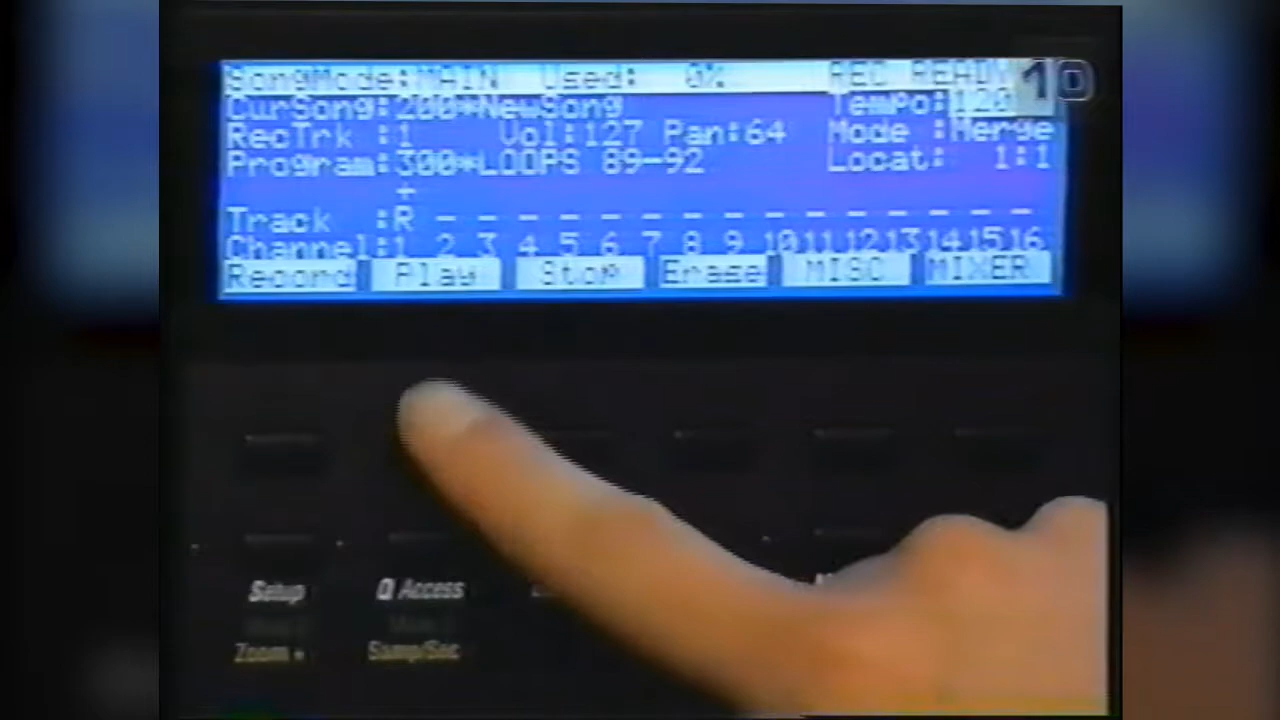 SongMode:MAIN Used: 0% REC READY
10
CurSong:200*NewSong Tempo:120
RecTrk :1 Vol:127 Pan:64 Mode :Merge
Program:300*LOOPS 89-92 Locat: 1:1
+
Track :R - - - - - - - - - - - - - - -
Channel:1 2 3 4 5 6 7 8 9 10 11 12 13 14 15 16
Record Play Stop Erase MISC MIXER
Setup Q Access
Zoom + Samp/Sec